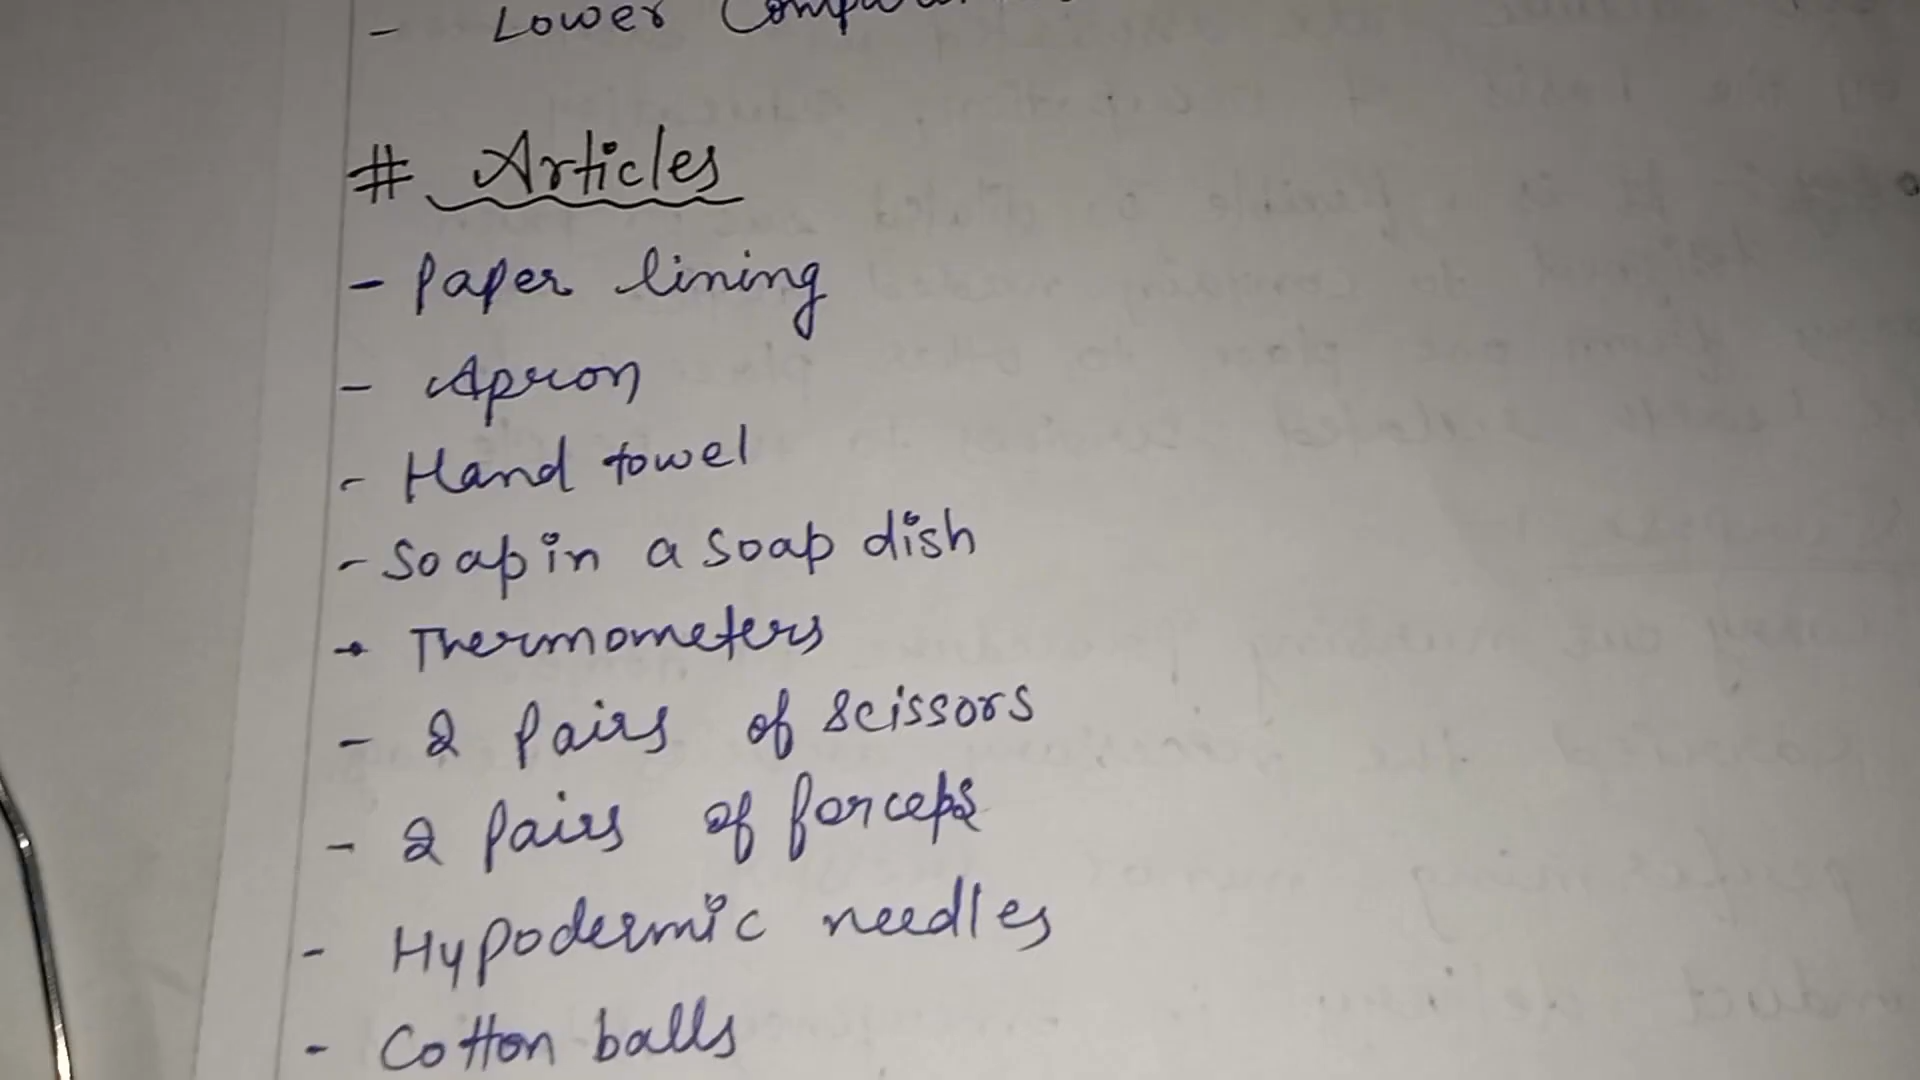 - Lower
# Articles
- Paper lining
- Apron
- Hand towel
- Soap in a soap dish
- Thermometers
- 2 pairs of scissors
- 2 pairs of forceps
- Hypodermic needles
- Cotton balls